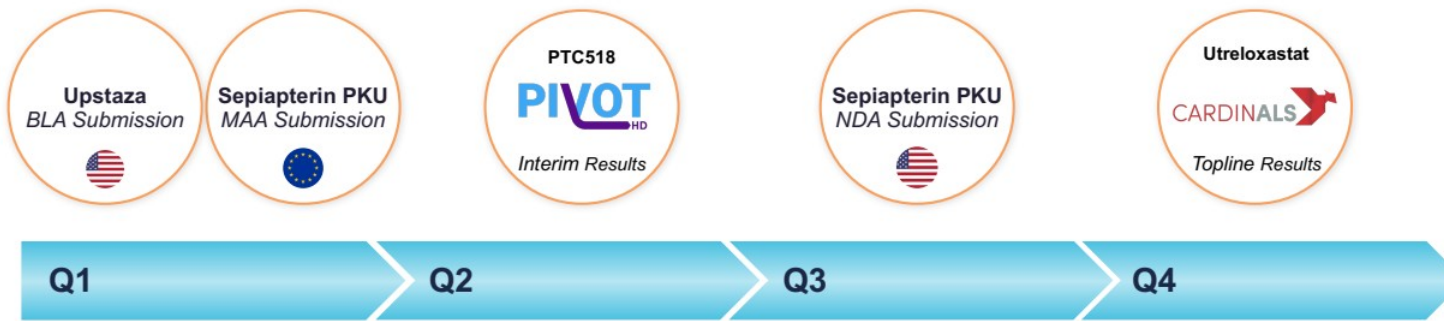 Upstaza
BLA Submission
Sepiapterin PKU
MAA Submission
PTC518
PIVOT
HD
Interim Results
Sepiapterin PKU
NDA Submission
Utreloxastat
CARDINALS
Topline Results
Q1
Q2
Q3
Q4